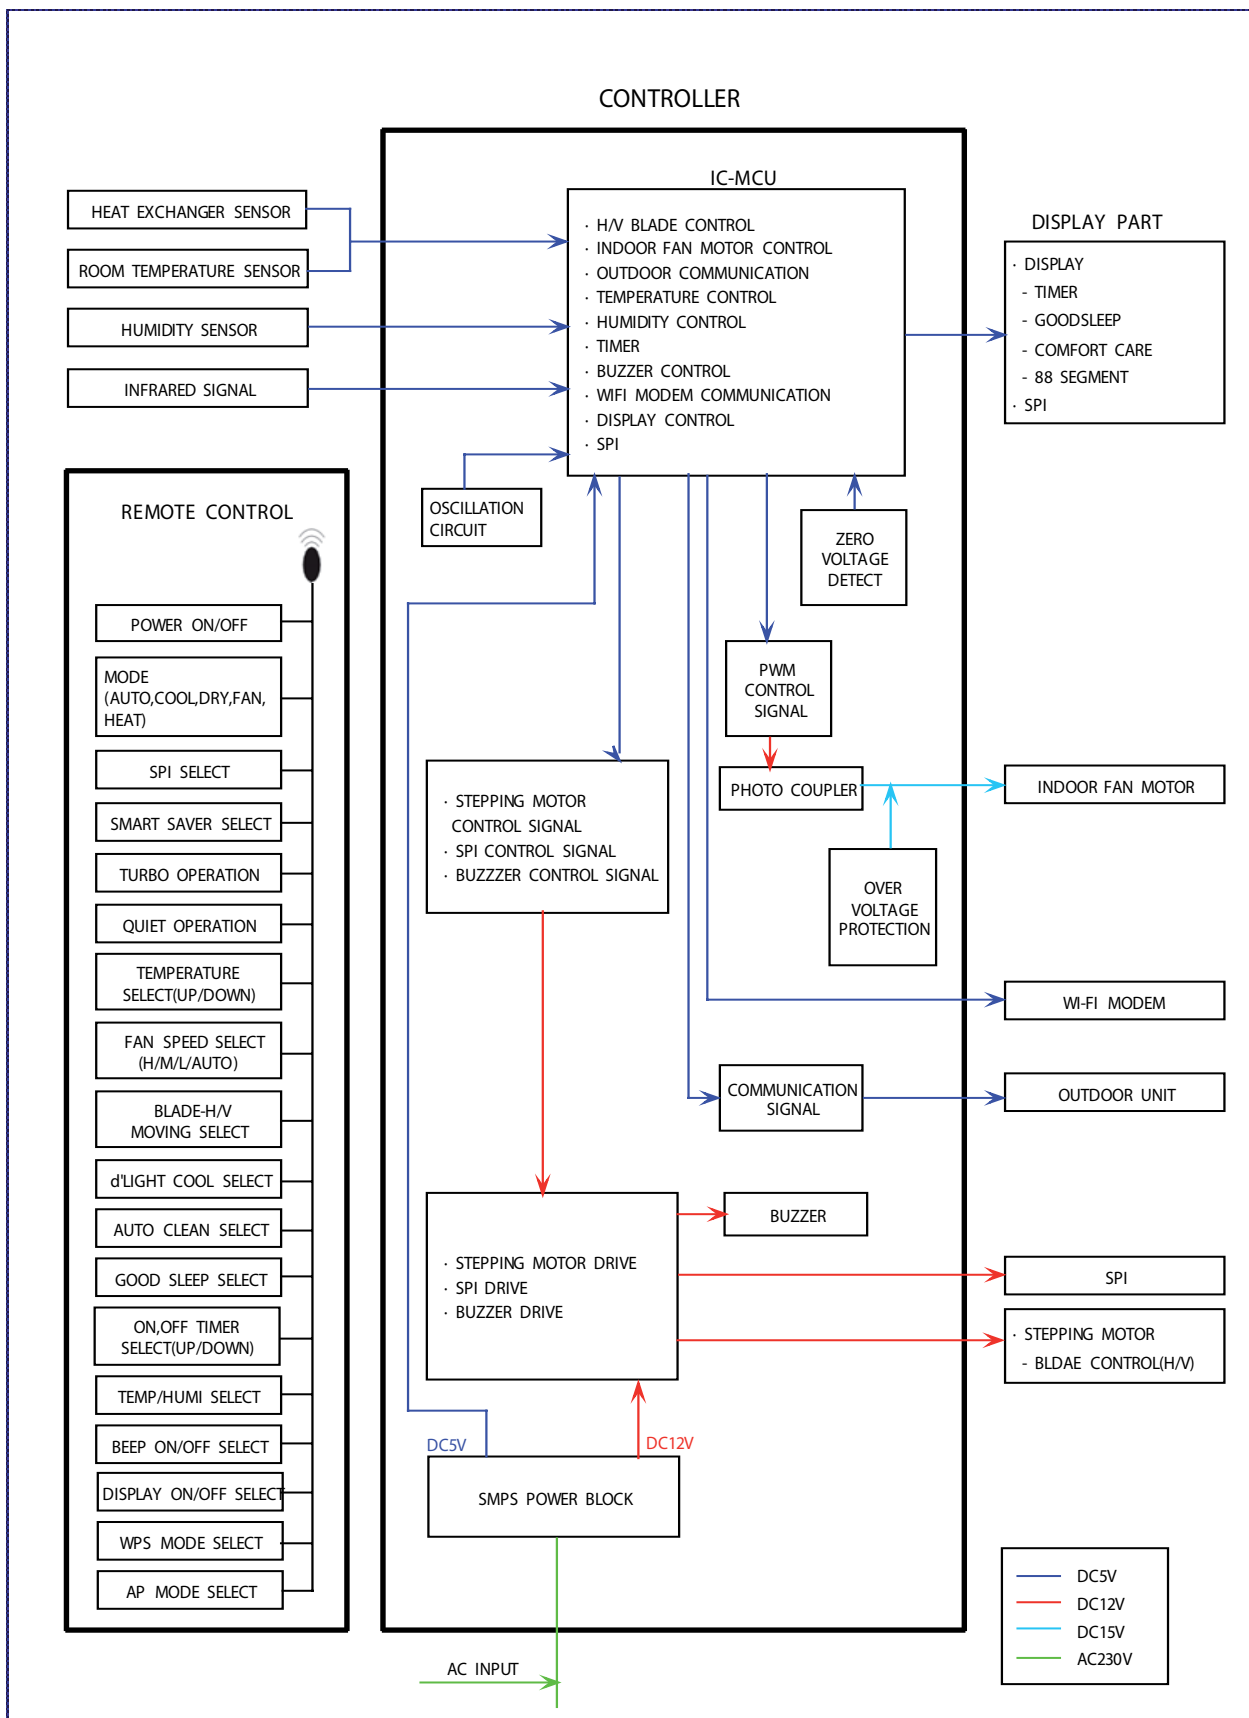 CONTROLLER
IC-MCU
HEAT EXCHANGER SENSOR
ROOM TEMPERATURE SENSOR
HUMIDITY SENSOR
INFRARED SIGNAL
· H/V BLADE CONTROL
· INDOOR FAN MOTOR CONTROL
· OUTDOOR COMMUNICATION
· TEMPERATURE CONTROL
· HUMIDITY CONTROL
· TIMER
· BUZZER CONTROL
· WIFI MODEM COMMUNICATION
· DISPLAY CONTROL
· SPI
DISPLAY PART
· DISPLAY
- TIMER
- GOODSLEEP
- COMFORT CARE
- 88 SEGMENT
· SPI
OSCILLATION
CIRCUIT
ZERO
VOLTAGE
DETECT
REMOTE CONTROL
POWER ON/OFF
MODE
(AUTO,COOL,DRY,FAN,
HEAT)
SPI SELECT
SMART SAVER SELECT
TURBO OPERATION
QUIET OPERATION
TEMPERATURE
SELECT(UP/DOWN)
FAN SPEED SELECT
(H/M/L/AUTO)
BLADE-H/V
MOVING SELECT
d'LIGHT COOL SELECT
AUTO CLEAN SELECT
GOOD SLEEP SELECT
ON,OFF TIMER
SELECT(UP/DOWN)
TEMP/HUMI SELECT
BEEP ON/OFF SELECT
DISPLAY ON/OFF SELECT
WPS MODE SELECT
AP MODE SELECT
PWM
CONTROL
SIGNAL
PHOTO COUPLER
INDOOR FAN MOTOR
OVER
VOLTAGE
PROTECTION
· STEPPING MOTOR
CONTROL SIGNAL
· SPI CONTROL SIGNAL
· BUZZZER CONTROL SIGNAL
WI-FI MODEM
COMMUNICATION
SIGNAL
OUTDOOR UNIT
· STEPPING MOTOR DRIVE
· SPI DRIVE
· BUZZER DRIVE
BUZZER
SPI
· STEPPING MOTOR
- BLDAE CONTROL(H/V)
DC5V
DC12V
SMPS POWER BLOCK
AC INPUT
DC5V
DC12V
DC15V
AC230V